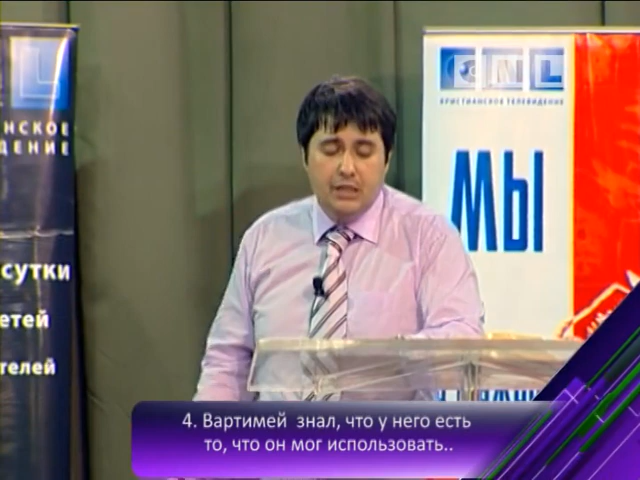 НСКОЕ
ДЕНИЕ
сутки
етей
телей
CNL
ХРИСТИАНСКОЕ ТЕЛЕВИДЕНИЕ
МЫ
4. Вартимей знал, что у него есть
то, что он мог использовать..